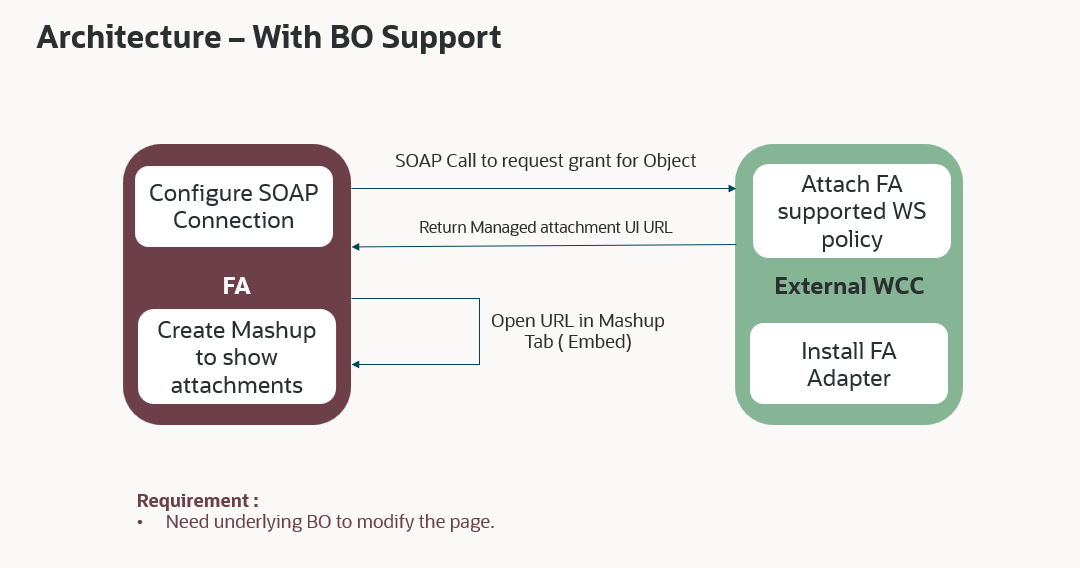 Architecture – With BO Support
SOAP Call to request grant for Object
Configure SOAP
Connection
Attach FA
supported WS
policy
Return Managed attachment UI URL
FA
External WCC
Create Mashup
to show
attachments
Open URL in Mashup
Tab ( Embed)
Install FA
Adapter
Requirement :
• Need underlying BO to modify the page.